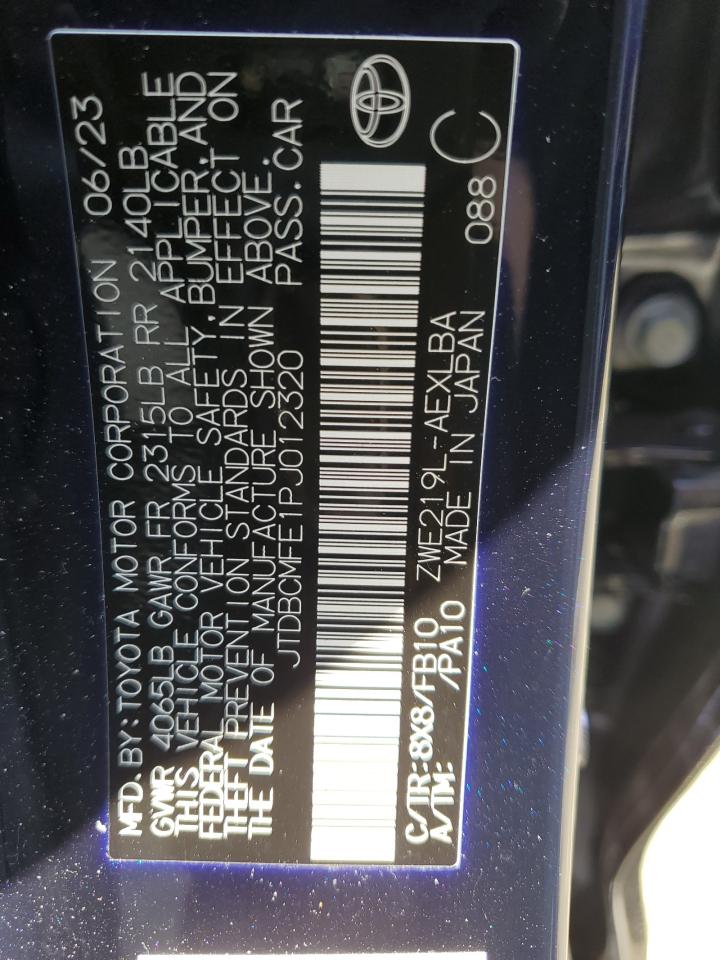 MFD. BY: TOYOTA MOTOR CORPORATION 06/23
GVWR 4065LB GAWR FR 2315LB RR 2140LB
THIS VEHICLE CONFORMS TO ALL APPLICABLE
FEDERAL MOTOR VEHICLE SAFETY, BUMPER, AND
THEFT PREVENTION STANDARDS IN EFFECT ON
THE DATE OF MANUFACTURE SHOWN ABOVE.
JTDBCMFE1PJ012320 PASS. CAR
C/TR: 8X8/FB10 ZWE219L-AEXLBA 088
A/TM: /PA10 MADE IN JAPAN C